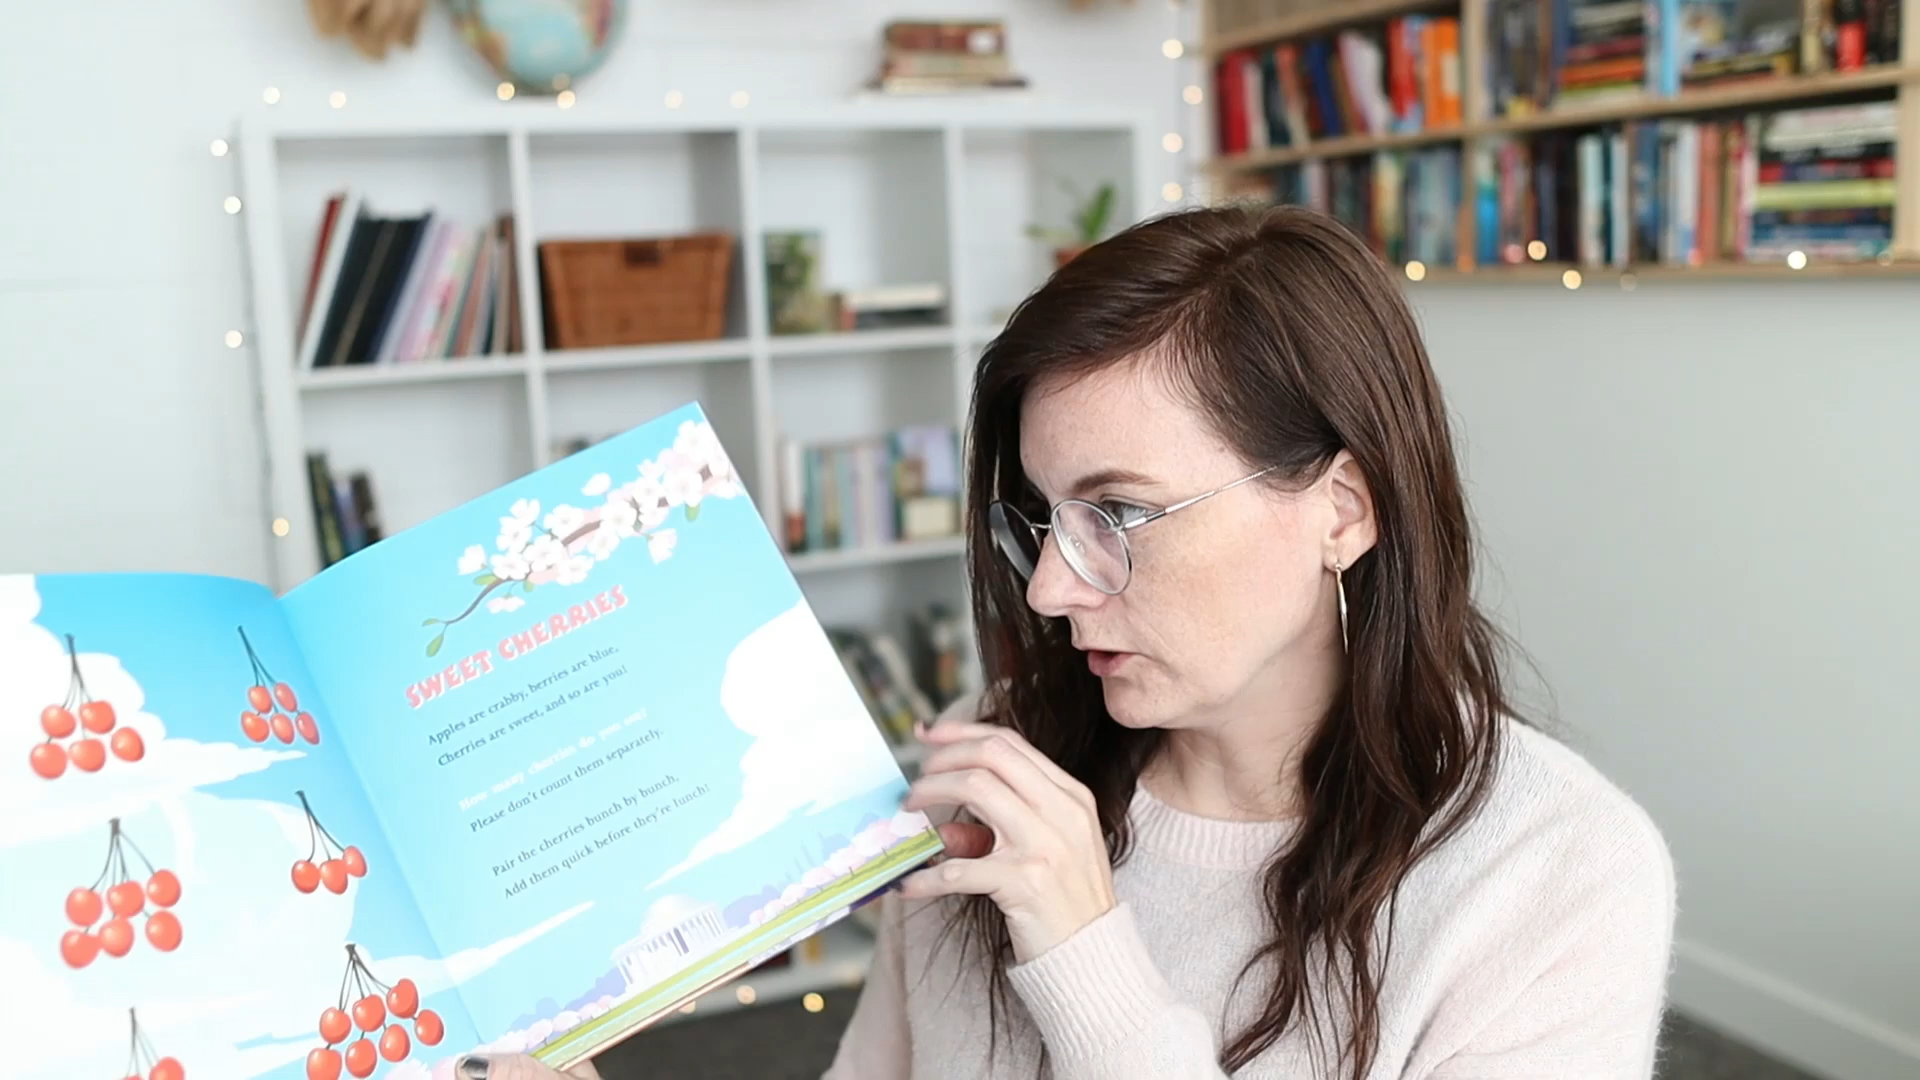 SWEET CHERRIES
Apples are crabby, berries are blue,
Cherries are sweet, and so are you!
How many cherries do you see?
Please don't count them separately.
Pair the cherries bunch by bunch,
Add them quick before they're lunch!